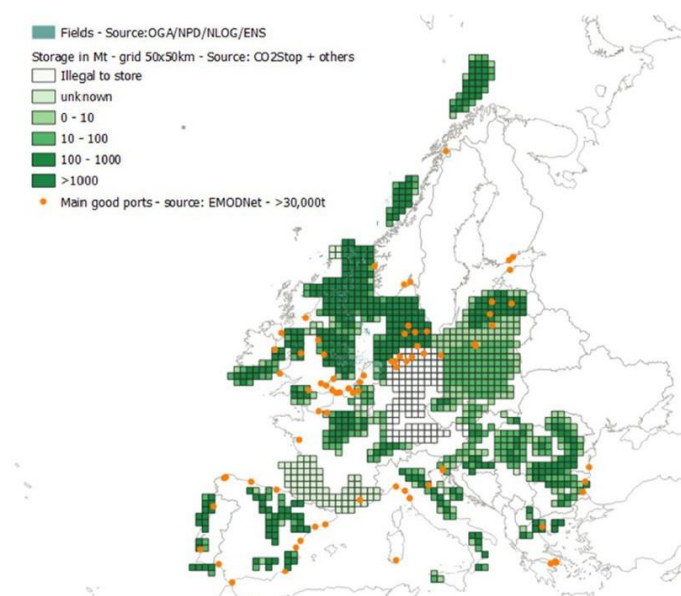 Fields - Source:OGA/NPD/NLOG/ENS
Storage in Mt - grid 50x50km - Source: CO2Stop + others
Illegal to store
unknown
0 - 10
10 - 100
100 - 1000
>1000
Main good ports - source: EMODNet - >30,000t